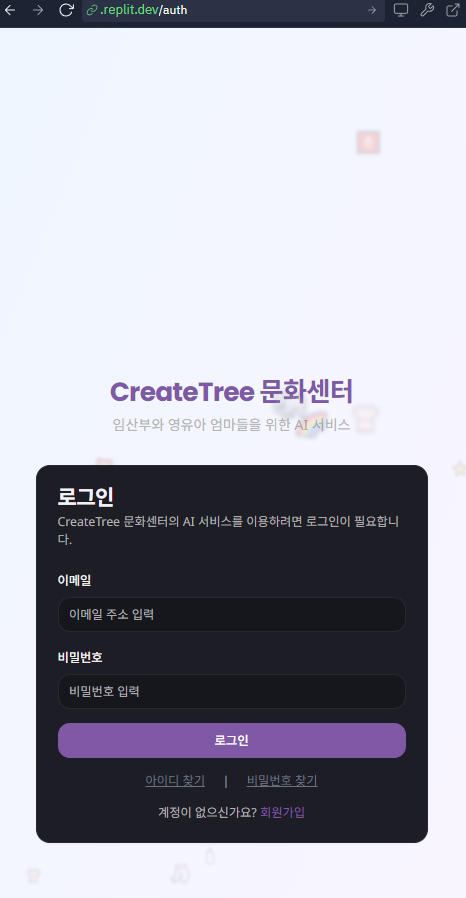 .replit.dev/auth
CreateTree 문화센터
임산부와 영유아 엄마들을 위한 AI 서비스
로그인
CreateTree 문화센터의 AI 서비스를 이용하려면 로그인이 필요합니
다.
이메일
이메일 주소 입력
비밀번호
비밀번호 입력
로그인
아이디 찾기 | 비밀번호 찾기
계정이 없으신가요? 회원가입